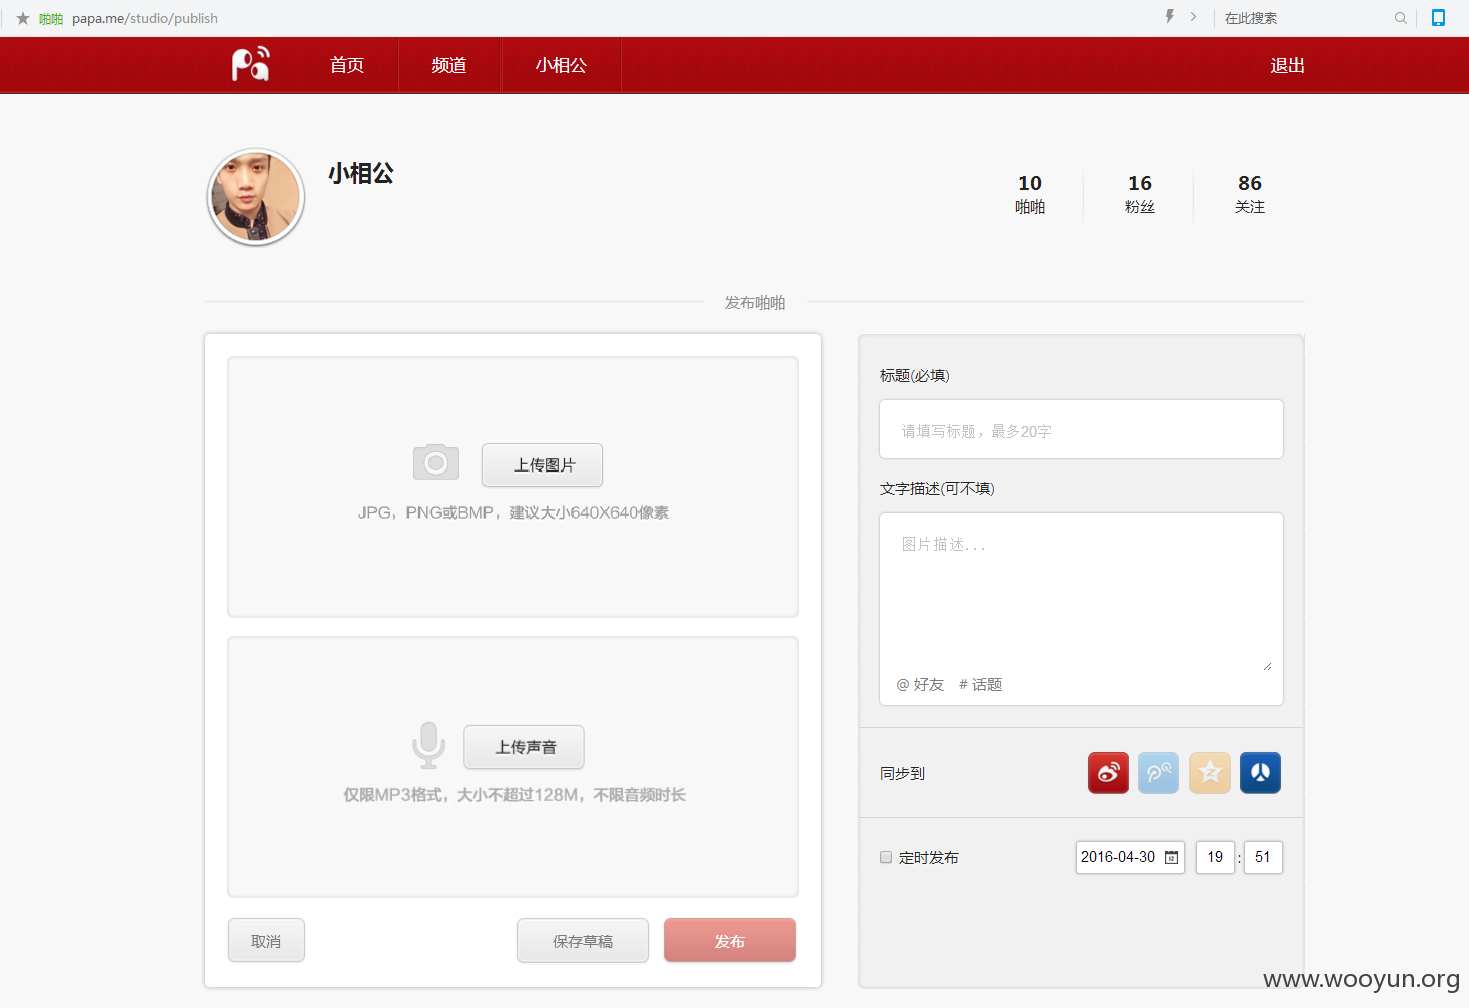 啪啪 papa.me/studio/publish 在此搜索
首页 频道 小相公 退出
小相公
10 16 86
啪啪 粉丝 关注
发布啪啪
上传图片
JPG，PNG或BMP，建议大小640X640像素
上传声音
仅限MP3格式，大小不超过128M，不限音频时长
取消 保存草稿 发布
标题(必填)
请填写标题，最多20字
文字描述(可不填)
图片描述...
@ 好友 # 话题
同步到
定时发布 2016-04-30 19 : 51
www.wooyun.org